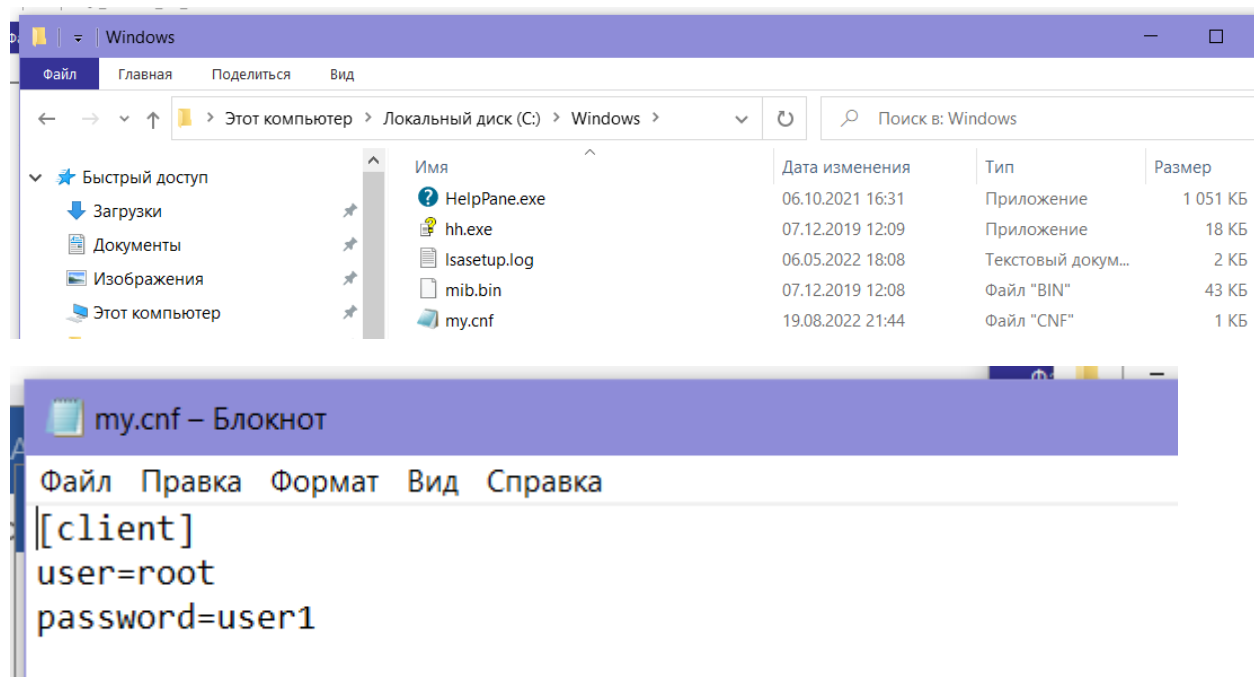 Windows
Файл Главная Поделиться Вид
Этот компьютер > Локальный диск (C:) > Windows >
Поиск в: Windows
Имя Дата изменения Тип Размер
Быстрый доступ
HelpPane.exe 06.10.2021 16:31 Приложение 1 051 КБ
Загрузки
hh.exe 07.12.2019 12:09 Приложение 18 КБ
Документы
lsasetup.log 06.05.2022 18:08 Текстовый докум... 2 КБ
Изображения
mib.bin 07.12.2019 12:08 Файл "BIN" 43 КБ
Этот компьютер
my.cnf 19.08.2022 21:44 Файл "CNF" 1 КБ
my.cnf – Блокнот
Файл Правка Формат Вид Справка
[client]
user=root
password=user1